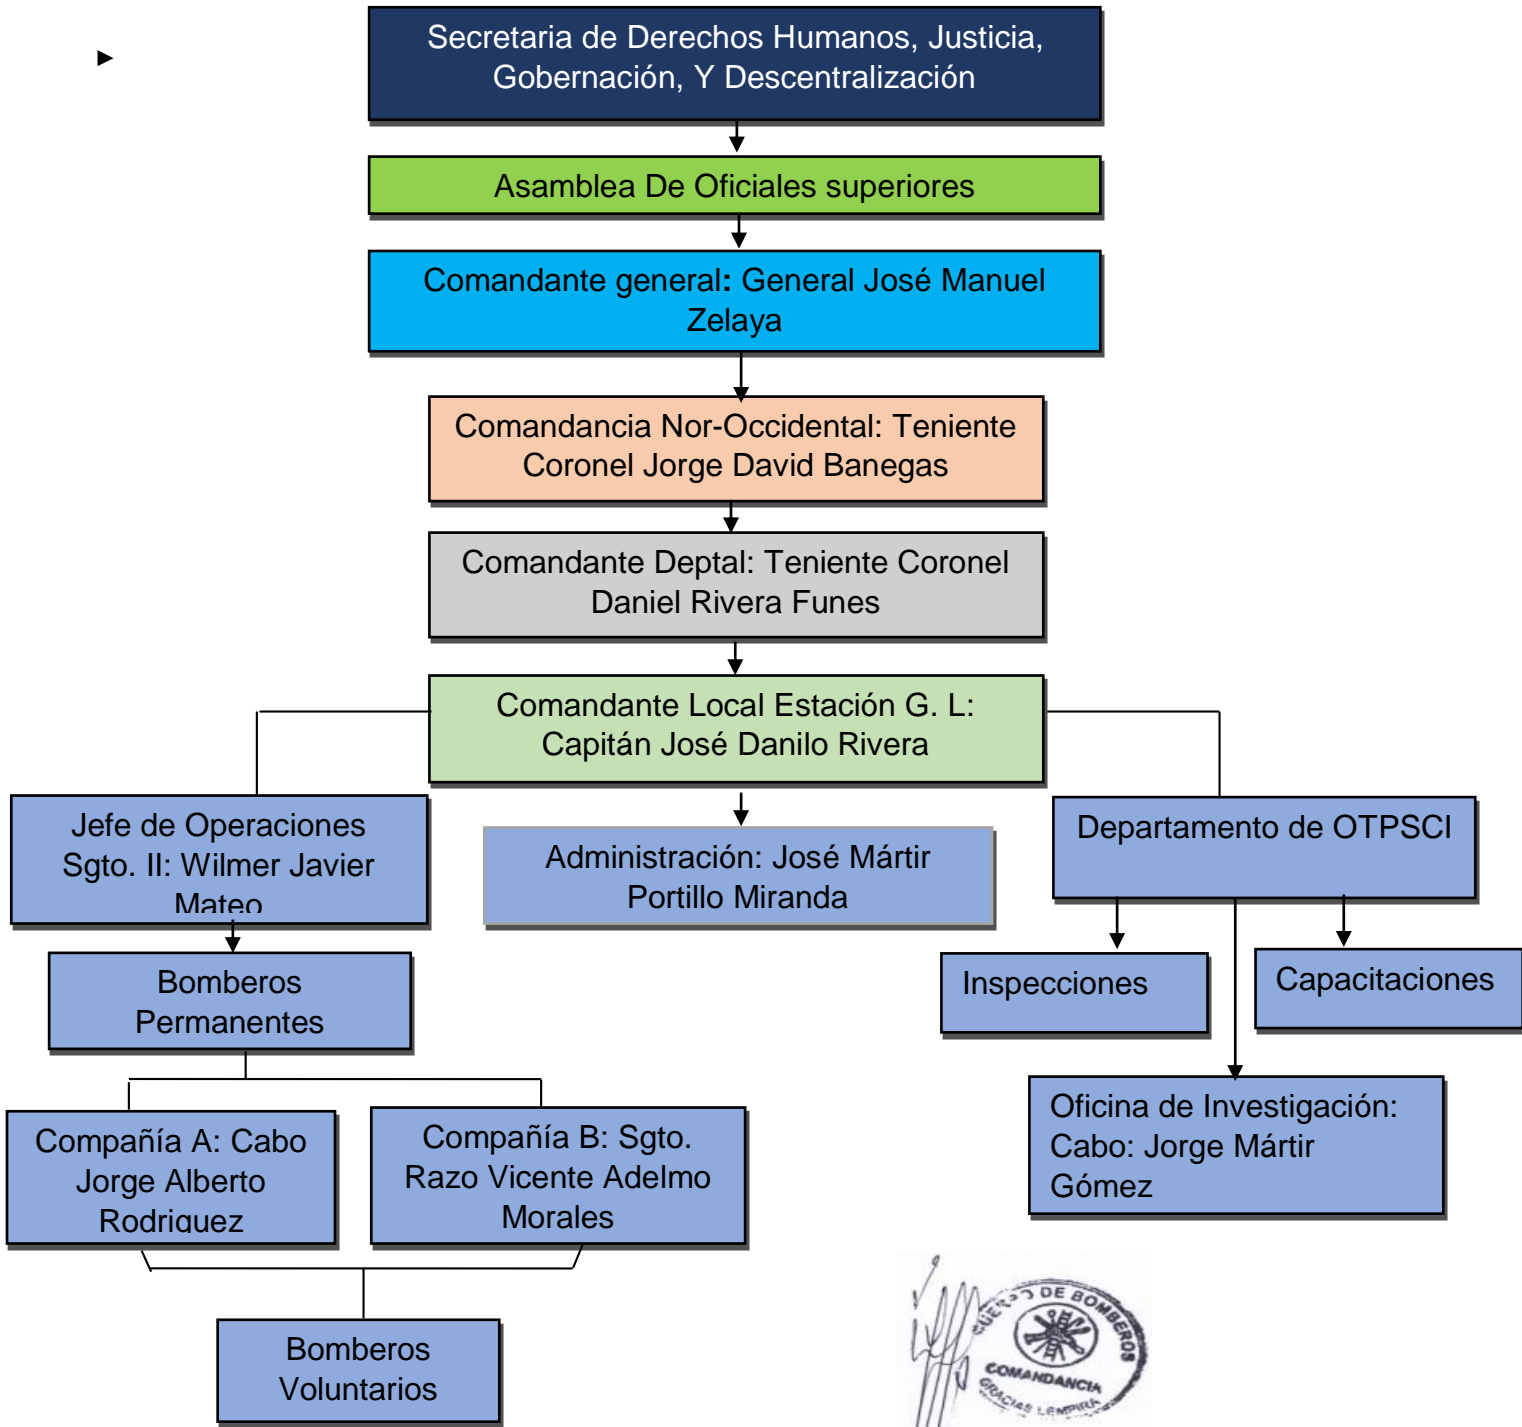 Secretaria de Derechos Humanos, Justicia,
Gobernación, Y Descentralización
Asamblea De Oficiales superiores
Comandante general: General José Manuel
Zelaya
Comandancia Nor-Occidental: Teniente
Coronel Jorge David Banegas
Comandante Deptal: Teniente Coronel
Daniel Rivera Funes
Comandante Local Estación G. L:
Capitán José Danilo Rivera
Jefe de Operaciones
Sgto. II: Wilmer Javier
Mateo
Administración: José Mártir
Portillo Miranda
Departamento de OTPSCI
Bomberos
Permanentes
Inspecciones
Capacitaciones
Compañía A: Cabo
Jorge Alberto
Rodriguez
Compañía B: Sgto.
Razo Vicente Adelmo
Morales
Oficina de Investigación:
Cabo: Jorge Mártir
Gómez
Bomberos
Voluntarios
CUERPO DE BOMBEROS
COMANDANCIA
GRACIAS LEMPIRA